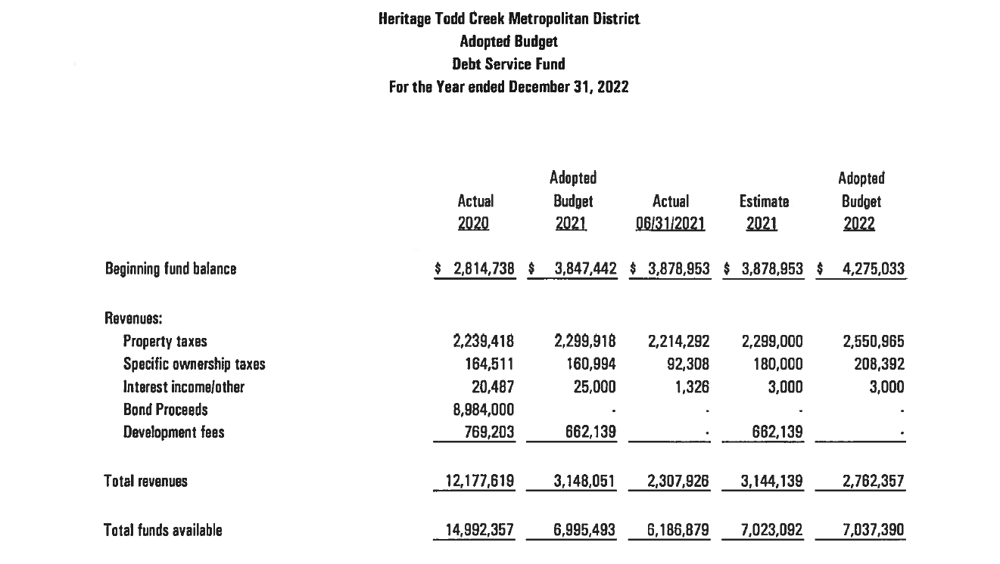 Heritage Todd Creek Metropolitan District
Adopted Budget
Debt Service Fund
For the Year ended December 31, 2022
Adopted Adopted
Actual Budget Actual Estimate Budget
2020 2021 06/31/2021 2021 2022
Beginning fund balance $ 2,814,738 $ 3,847,442 $ 3,878,953 $ 3,878,953 $ 4,275,033
Revenues:
Property taxes 2,239,418 2,299,918 2,214,292 2,299,000 2,550,965
Specific ownership taxes 164,511 160,994 92,308 180,000 208,392
Interest income/other 20,487 25,000 1,326 3,000 3,000
Bond Proceeds 8,984,000 - - - -
Development fees 769,203 662,139 - 662,139 -
Total revenues 12,177,619 3,148,051 2,307,926 3,144,139 2,762,357
Total funds available 14,992,357 6,995,493 6,186,879 7,023,092 7,037,390